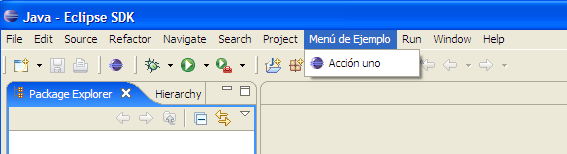 Java - Eclipse SDK
File Edit Source Refactor Navigate Search Project Menú de Ejemplo Run Window Help
Acción uno
Package Explorer Hierarchy